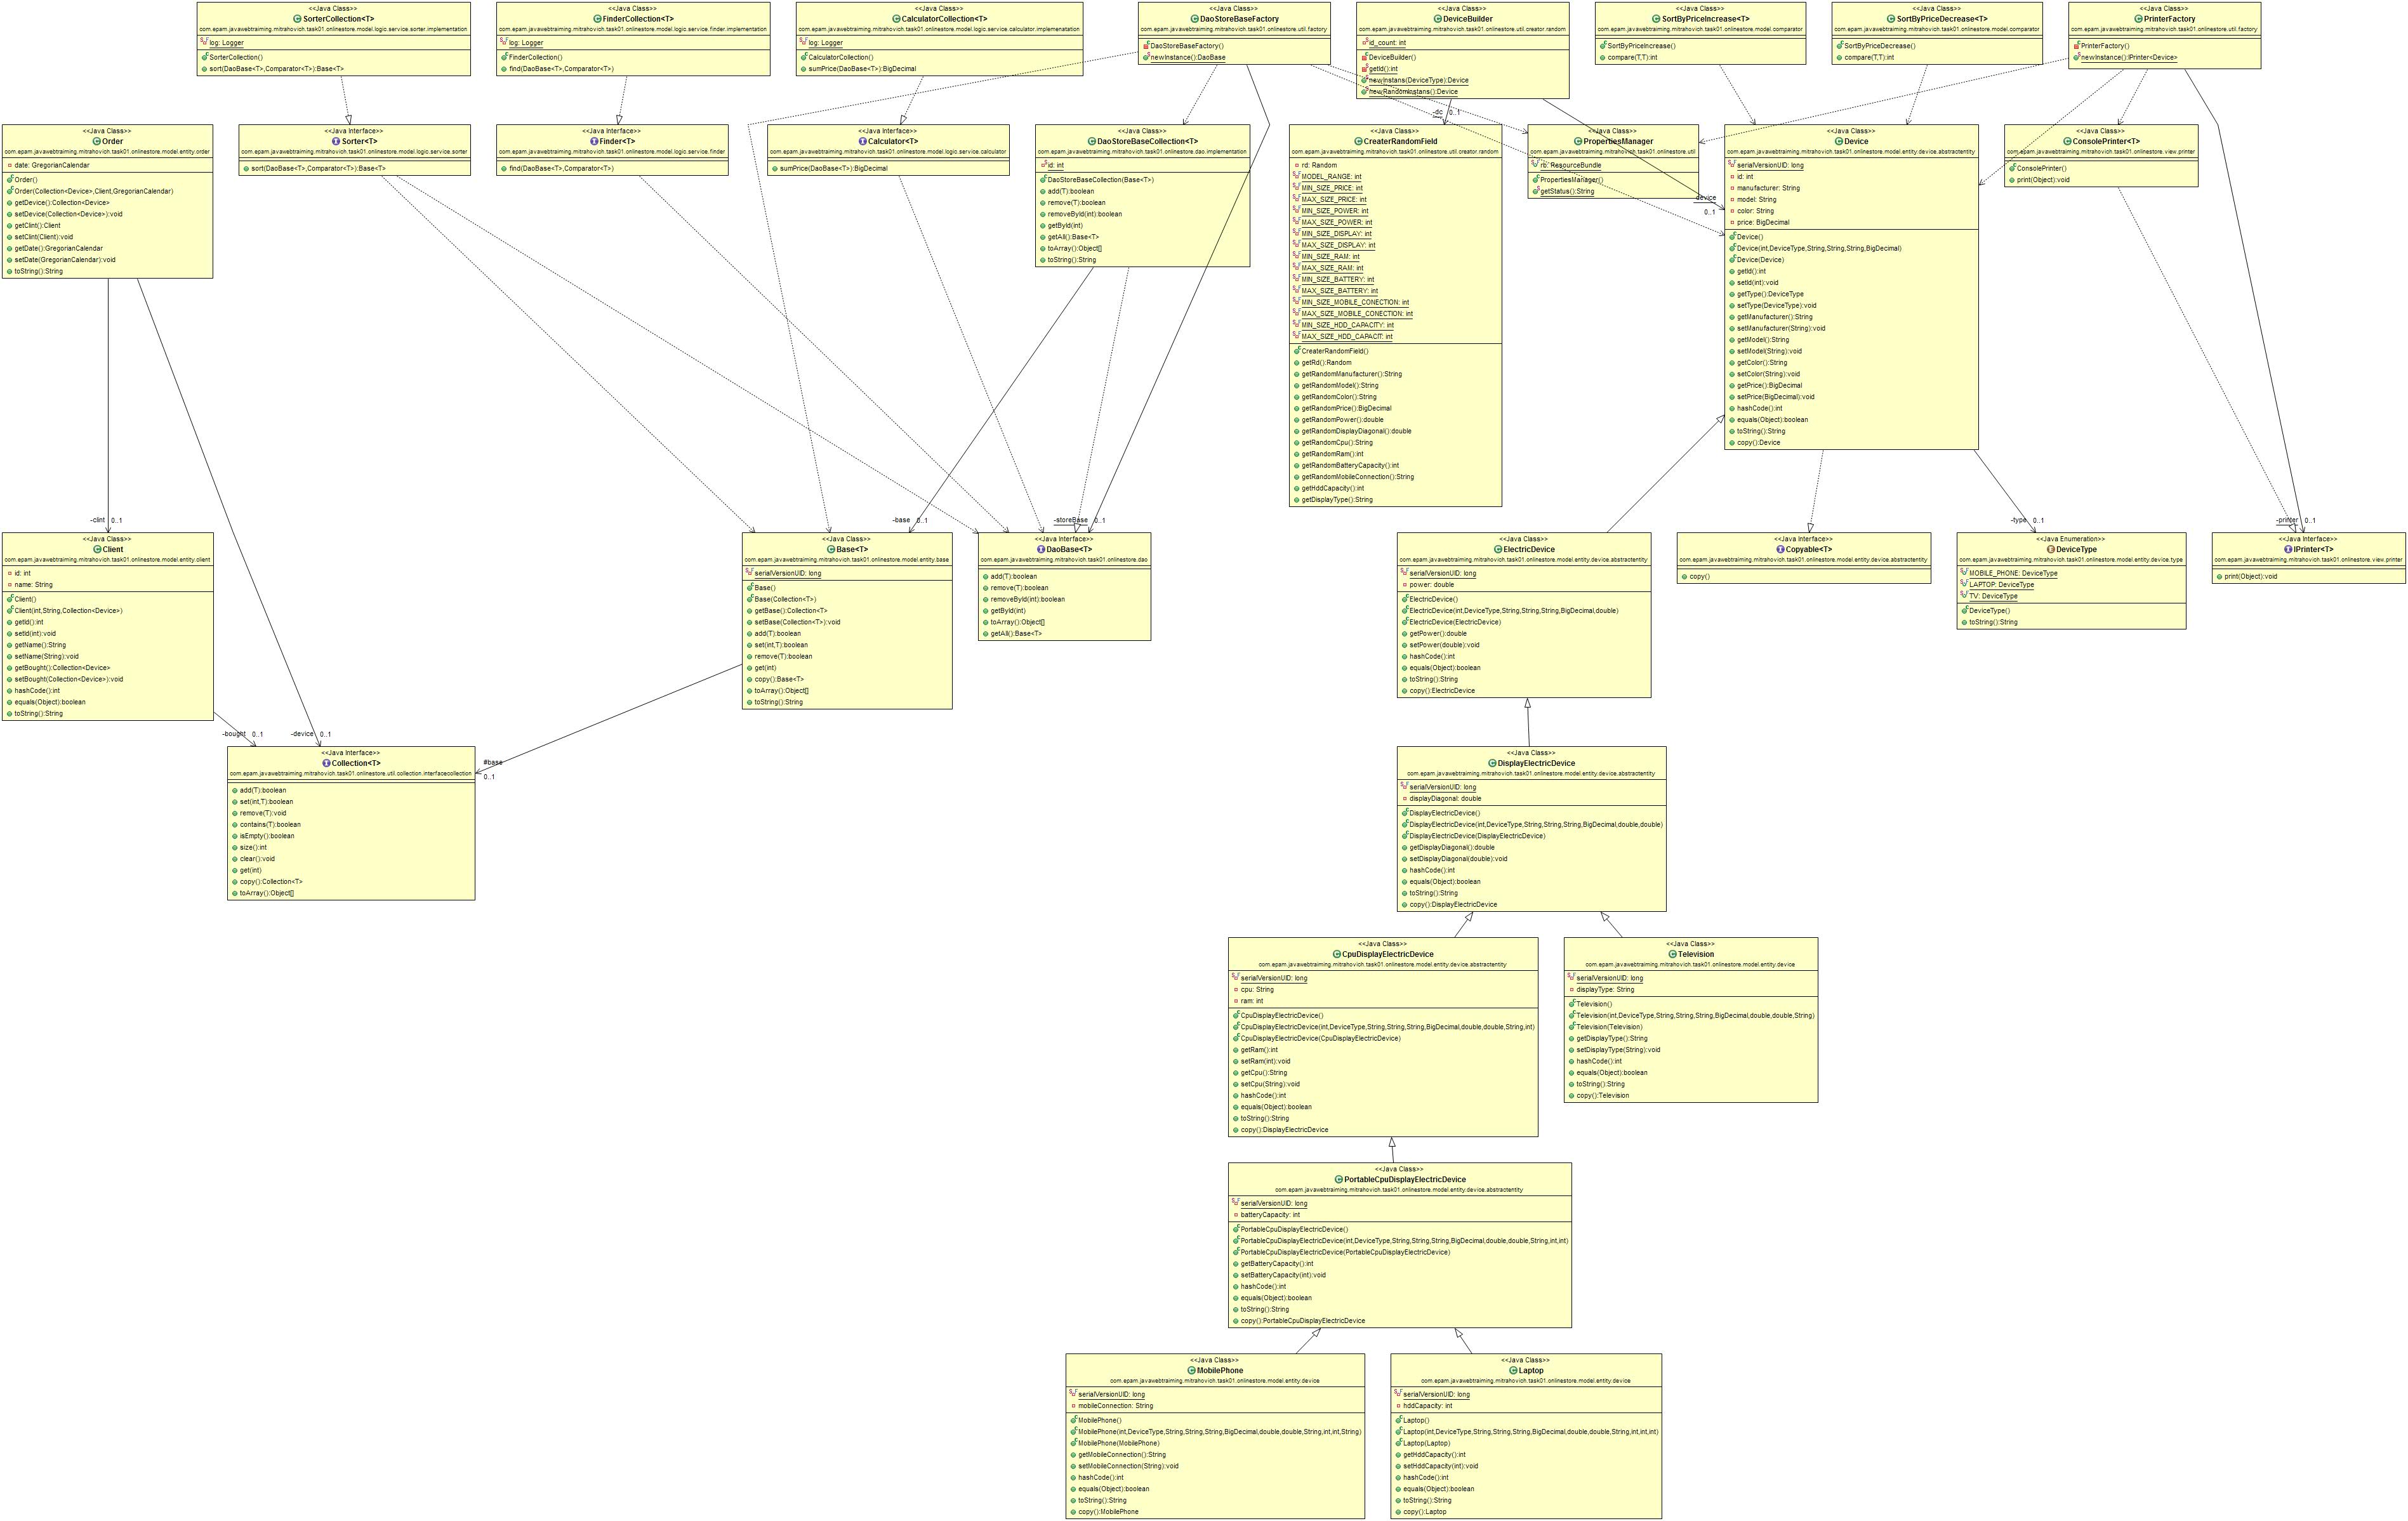 <<Java Class>>
SorterCollection<T>
com.epam.javawebtraiming.mitrahovich.task01.onlinestore.model.logic.service.sorter.implementation
log: Logger
SorterCollection()
sort(DaoBase<T>,Comparator<T>):Base<T>
<<Java Class>>
FinderCollection<T>
com.epam.javawebtraiming.mitrahovich.task01.onlinestore.model.logic.service.finder.implementation
log: Logger
FinderCollection()
find(DaoBase<T>,Comparator<T>)
<<Java Class>>
CalculatorCollection<T>
com.epam.javawebtraiming.mitrahovich.task01.onlinestore.model.logic.service.calculator.implemenatation
log: Logger
CalculatorCollection()
sumPrice(DaoBase<T>):BigDecimal
<<Java Class>>
DaoStoreBaseFactory
com.epam.javawebtraiming.mitrahovich.task01.onlinestore.util.factory
DaoStoreBaseFactory()
newInstance():DaoBase
<<Java Class>>
DeviceBuilder
com.epam.javawebtraiming.mitrahovich.task01.onlinestore.util.creator.random
id_count: int
DeviceBuilder()
getId():int
newInstans(DeviceType):Device
newRandomInstans():Device
<<Java Class>>
SortByPriceIncrease<T>
com.epam.javawebtraiming.mitrahovich.task01.onlinestore.model.comparator
SortByPriceIncrease()
compare(T,T):int
<<Java Class>>
SortByPriceDecrease<T>
com.epam.javawebtraiming.mitrahovich.task01.onlinestore.model.comparator
SortByPriceDecrease()
compare(T,T):int
<<Java Class>>
PrinterFactory
com.epam.javawebtraiming.mitrahovich.task01.onlinestore.util.factory
PrinterFactory()
newInstance():IPrinter<Device>
<<Java Class>>
Order
com.epam.javawebtraiming.mitrahovich.task01.onlinestore.model.entity.order
date: GregorianCalendar
Order()
Order(Collection<Device>,Client,GregorianCalendar)
getDevice():Collection<Device>
setDevice(Collection<Device>):void
getClint():Client
setClint(Client):void
getDate():GregorianCalendar
setDate(GregorianCalendar):void
toString():String
<<Java Interface>>
Sorter<T>
com.epam.javawebtraiming.mitrahovich.task01.onlinestore.model.logic.service.sorter
sort(DaoBase<T>,Comparator<T>):Base<T>
<<Java Interface>>
Finder<T>
com.epam.javawebtraiming.mitrahovich.task01.onlinestore.model.logic.service.finder
find(DaoBase<T>,Comparator<T>)
<<Java Interface>>
Calculator<T>
com.epam.javawebtraiming.mitrahovich.task01.onlinestore.model.logic.service.calculator
sumPrice(DaoBase<T>):BigDecimal
<<Java Class>>
DaoStoreBaseCollection<T>
com.epam.javawebtraiming.mitrahovich.task01.onlinestore.dao.implementation
id: int
DaoStoreBaseCollection(Base<T>)
add(T):boolean
remove(T):boolean
removeById(int):boolean
getById(int)
getAll():Base<T>
toArray():Object[]
toString():String
-dc 0..1
<<Java Class>>
CreaterRandomField
com.epam.javawebtraiming.mitrahovich.task01.onlinestore.util.creator.random
rd: Random
MODEL_RANGE: int
MIN_SIZE_PRICE: int
MAX_SIZE_PRICE: int
MIN_SIZE_POWER: int
MAX_SIZE_POWER: int
MIN_SIZE_DISPLAY: int
MAX_SIZE_DISPLAY: int
MIN_SIZE_RAM: int
MAX_SIZE_RAM: int
MIN_SIZE_BATTERY: int
MAX_SIZE_BATTERY: int
MIN_SIZE_MOBILE_CONECTION: int
MAX_SIZE_MOBILE_CONECTION: int
MIN_SIZE_HDD_CAPACITY: int
MAX_SIZE_HDD_CAPACIT: int
CreaterRandomField()
getRd():Random
getRandomManufacturer():String
getRandomModel():String
getRandomColor():String
getRandomPrice():BigDecimal
getRandomPower():double
getRandomDisplayDiagonal():double
getRandomCpu():String
getRandomRam():int
getRandomBatteryCapacity():int
getRandomMobileConnection():String
getHddCapacity():int
getDisplayType():String
<<Java Class>>
PropertiesManager
com.epam.javawebtraiming.mitrahovich.task01.onlinestore.util
rb: ResourceBundle
PropertiesManager()
getStatus():String
-device
0..1
<<Java Class>>
Device
com.epam.javawebtraiming.mitrahovich.task01.onlinestore.model.entity.device.abstractentity
serialVersionUID: long
id: int
manufacturer: String
model: String
color: String
price: BigDecimal
Device()
Device(int,DeviceType,String,String,String,BigDecimal)
Device(Device)
getId():int
setId(int):void
getType():DeviceType
setType(DeviceType):void
getManufacturer():String
setManufacturer(String):void
getModel():String
setModel(String):void
getColor():String
setColor(String):void
getPrice():BigDecimal
setPrice(BigDecimal):void
hashCode():int
equals(Object):boolean
toString():String
copy():Device
<<Java Class>>
ConsolePrinter<T>
com.epam.javawebtraiming.mitrahovich.task01.onlinestore.view.printer
ConsolePrinter()
print(Object):void
-clint 0..1
<<Java Class>>
Client
com.epam.javawebtraiming.mitrahovich.task01.onlinestore.model.entity.client
id: int
name: String
Client()
Client(int,String,Collection<Device>)
getId():int
setId(int):void
getName():String
setName(String):void
getBought():Collection<Device>
setBought(Collection<Device>):void
hashCode():int
equals(Object):boolean
toString():String
-base 0..1
<<Java Class>>
Base<T>
com.epam.javawebtraiming.mitrahovich.task01.onlinestore.model.entity.base
serialVersionUID: long
Base()
Base(Collection<T>)
getBase():Collection<T>
setBase(Collection<T>):void
add(T):boolean
set(int,T):boolean
remove(T):boolean
get(int)
copy():Base<T>
toArray():Object[]
toString():String
-storeBase 0..1
<<Java Interface>>
DaoBase<T>
com.epam.javawebtraiming.mitrahovich.task01.onlinestore.dao
add(T):boolean
remove(T):boolean
removeById(int):boolean
getById(int)
toArray():Object[]
getAll():Base<T>
<<Java Class>>
ElectricDevice
com.epam.javawebtraiming.mitrahovich.task01.onlinestore.model.entity.device.abstractentity
serialVersionUID: long
power: double
ElectricDevice()
ElectricDevice(int,DeviceType,String,String,String,BigDecimal,double)
ElectricDevice(ElectricDevice)
getPower():double
setPower(double):void
hashCode():int
equals(Object):boolean
toString():String
copy():ElectricDevice
<<Java Interface>>
Copyable<T>
com.epam.javawebtraiming.mitrahovich.task01.onlinestore.model.entity.device.abstractentity
copy()
-type 0..1
<<Java Enumeration>>
DeviceType
com.epam.javawebtraiming.mitrahovich.task01.onlinestore.model.entity.device.type
MOBILE_PHONE: DeviceType
LAPTOP: DeviceType
TV: DeviceType
DeviceType()
toString():String
-printer 0..1
<<Java Interface>>
IPrinter<T>
com.epam.javawebtraiming.mitrahovich.task01.onlinestore.view.printer
print(Object):void
-bought 0..1
-device 0..1
#base
0..1
<<Java Interface>>
Collection<T>
com.epam.javawebtraiming.mitrahovich.task01.onlinestore.util.collection.interfacecollection
add(T):boolean
set(int,T):boolean
remove(T):void
contains(T):boolean
isEmpty():boolean
size():int
clear():void
get(int)
copy():Collection<T>
toArray():Object[]
<<Java Class>>
DisplayElectricDevice
com.epam.javawebtraiming.mitrahovich.task01.onlinestore.model.entity.device.abstractentity
serialVersionUID: long
displayDiagonal: double
DisplayElectricDevice()
DisplayElectricDevice(int,DeviceType,String,String,String,BigDecimal,double,double)
DisplayElectricDevice(DisplayElectricDevice)
getDisplayDiagonal():double
setDisplayDiagonal(double):void
hashCode():int
equals(Object):boolean
toString():String
copy():DisplayElectricDevice
<<Java Class>>
CpuDisplayElectricDevice
com.epam.javawebtraiming.mitrahovich.task01.onlinestore.model.entity.device.abstractentity
serialVersionUID: long
cpu: String
ram: int
CpuDisplayElectricDevice()
CpuDisplayElectricDevice(int,DeviceType,String,String,String,BigDecimal,double,double,String,int)
CpuDisplayElectricDevice(CpuDisplayElectricDevice)
getRam():int
setRam(int):void
getCpu():String
setCpu(String):void
hashCode():int
equals(Object):boolean
toString():String
copy():DisplayElectricDevice
<<Java Class>>
Television
com.epam.javawebtraiming.mitrahovich.task01.onlinestore.model.entity.device
serialVersionUID: long
displayType: String
Television()
Television(int,DeviceType,String,String,String,BigDecimal,double,double,String)
Television(Television)
getDisplayType():String
setDisplayType(String):void
hashCode():int
equals(Object):boolean
toString():String
copy():Television
<<Java Class>>
PortableCpuDisplayElectricDevice
com.epam.javawebtraiming.mitrahovich.task01.onlinestore.model.entity.device.abstractentity
serialVersionUID: long
batteryCapacity: int
PortableCpuDisplayElectricDevice()
PortableCpuDisplayElectricDevice(int,DeviceType,String,String,String,BigDecimal,double,double,String,int,int)
PortableCpuDisplayElectricDevice(PortableCpuDisplayElectricDevice)
getBatteryCapacity():int
setBatteryCapacity(int):void
hashCode():int
equals(Object):boolean
toString():String
copy():PortableCpuDisplayElectricDevice
<<Java Class>>
MobilePhone
com.epam.javawebtraiming.mitrahovich.task01.onlinestore.model.entity.device
serialVersionUID: long
mobileConnection: String
MobilePhone()
MobilePhone(int,DeviceType,String,String,String,BigDecimal,double,double,String,int,int,String)
MobilePhone(MobilePhone)
getMobileConnection():String
setMobileConnection(String):void
hashCode():int
equals(Object):boolean
toString():String
copy():MobilePhone
<<Java Class>>
Laptop
com.epam.javawebtraiming.mitrahovich.task01.onlinestore.model.entity.device
serialVersionUID: long
hddCapacity: int
Laptop()
Laptop(int,DeviceType,String,String,String,BigDecimal,double,double,String,int,int,int)
Laptop(Laptop)
getHddCapacity():int
setHddCapacity(int):void
hashCode():int
equals(Object):boolean
toString():String
copy():Laptop